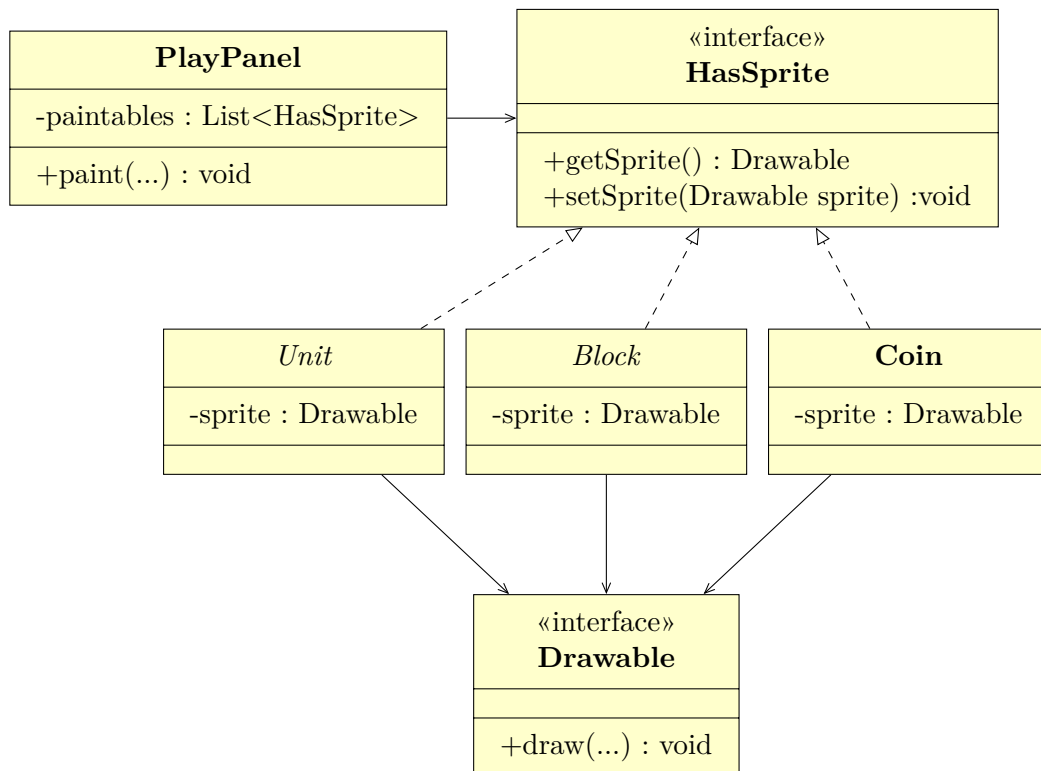 PlayPanel
-paintables : List<HasSprite>
+paint(...) : void
«interface»
HasSprite
+getSprite() : Drawable
+setSprite(Drawable sprite) :void
Unit
-sprite : Drawable
Block
-sprite : Drawable
Coin
-sprite : Drawable
«interface»
Drawable
+draw(...) : void